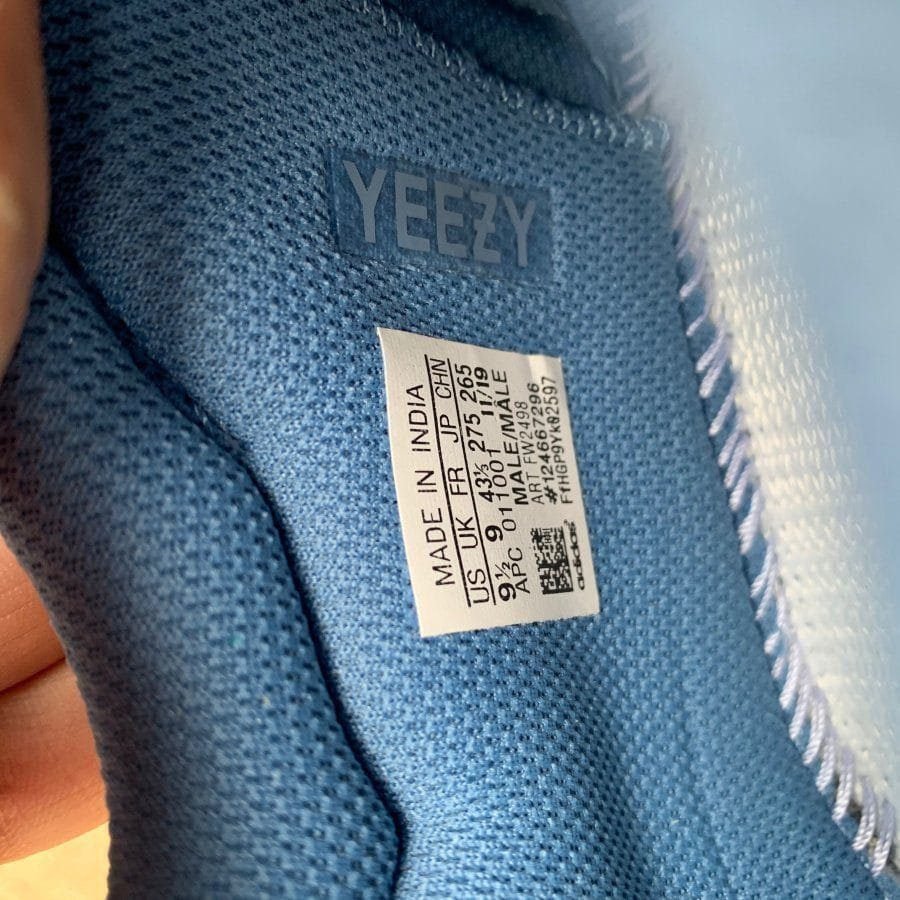 YEEZY
MADE IN INDIA
US UK FR JP CHN
9½ 9 43⅓ 275 265
APC 011001 11/19
MALE/MÂLE
ART FW2498
#124667296
FfHGP9Yk02597
adidas